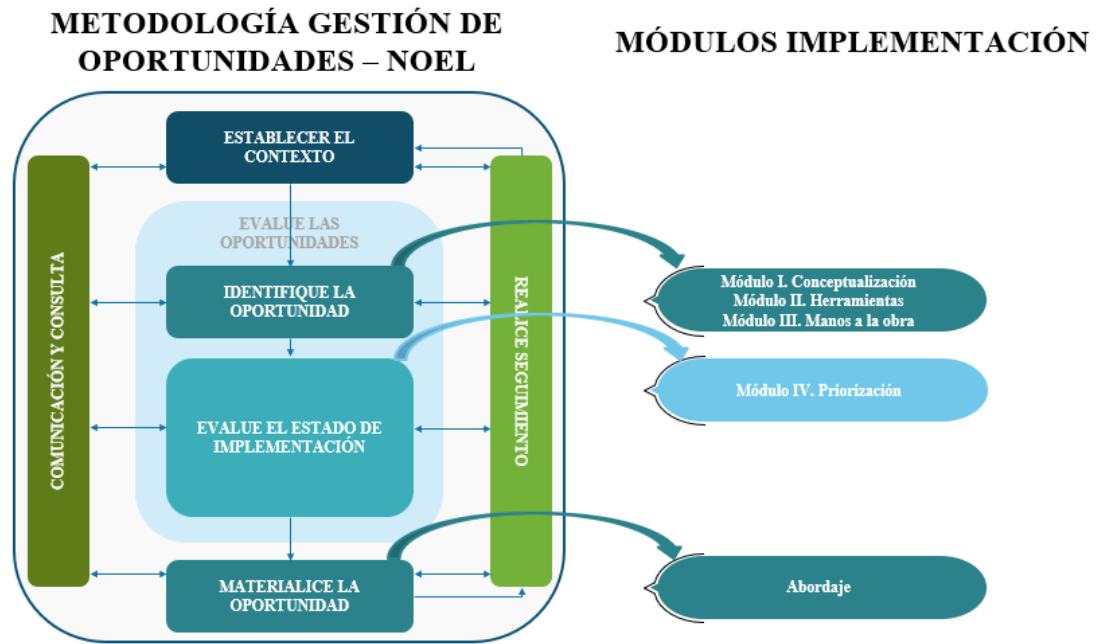 METODOLOGÍA GESTIÓN DE
OPORTUNIDADES – NOEL
MÓDULOS IMPLEMENTACIÓN
ESTABLECER EL
CONTEXTO
COMUNICACIÓN Y CONSULTA
EVALUE LAS
OPORTUNIDADES
IDENTIFIQUE LA
OPORTUNIDAD
EVALUE EL ESTADO DE
IMPLEMENTACIÓN
MATERIALICE LA
OPORTUNIDAD
REALICE SEGUIMIENTO
Módulo I. Conceptualización
Módulo II. Herramientas
Módulo III. Manos a la obra
Módulo IV. Priorización
Abordaje